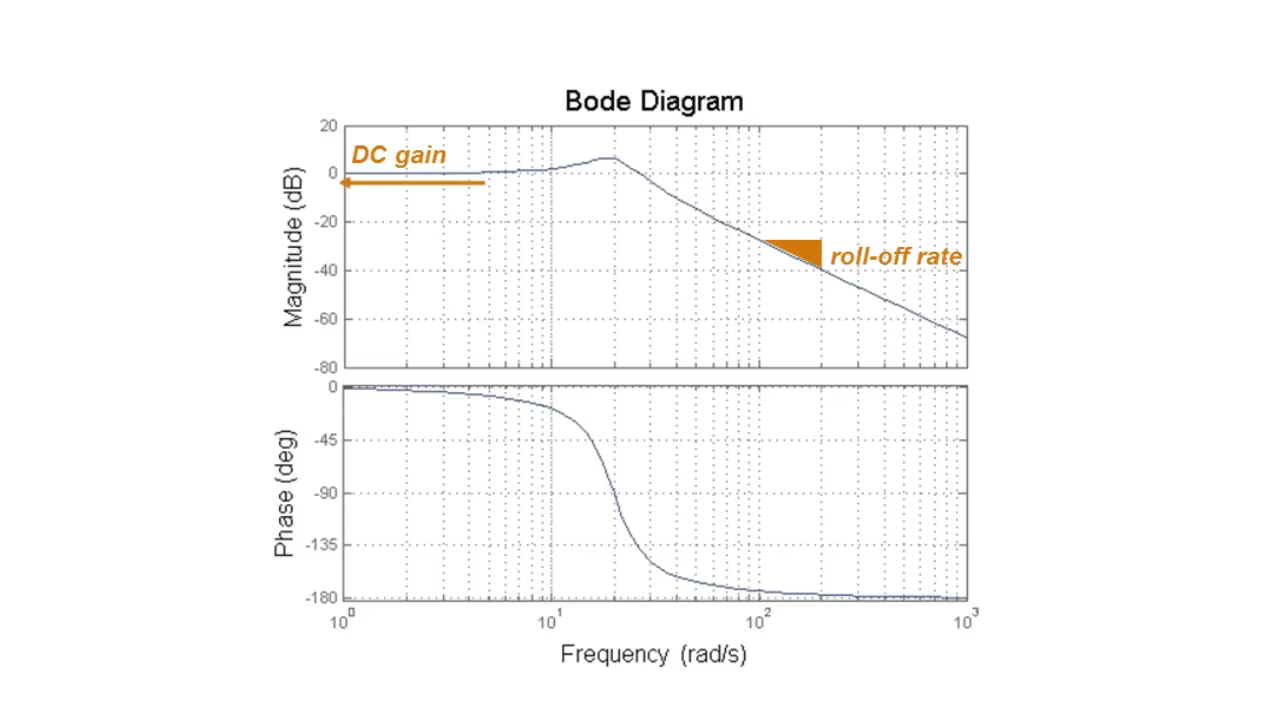 Bode Diagram
20
DC gain
0
-20
roll-off rate
-40
-60
-80
Magnitude (dB)
0
-45
-90
-135
-180
Phase (deg)
10^0 10^1 10^2 10^3
Frequency (rad/s)